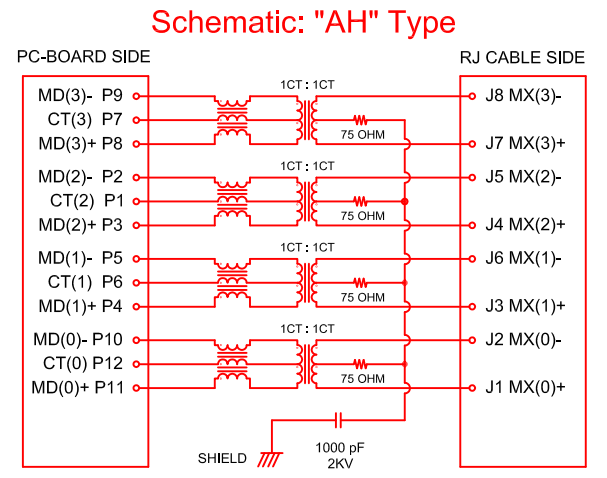 Schematic: "AH" Type
PC-BOARD SIDE
RJ CABLE SIDE
1CT : 1CT
MD(3)- P9
J8 MX(3)-
CT(3) P7
75 OHM
MD(3)+ P8
J7 MX(3)+
1CT : 1CT
MD(2)- P2
J5 MX(2)-
CT(2) P1
75 OHM
MD(2)+ P3
J4 MX(2)+
1CT : 1CT
MD(1)- P5
J6 MX(1)-
CT(1) P6
75 OHM
MD(1)+ P4
J3 MX(1)+
1CT : 1CT
MD(0)- P10
J2 MX(0)-
CT(0) P12
75 OHM
MD(0)+ P11
J1 MX(0)+
SHIELD
1000 pF
2KV